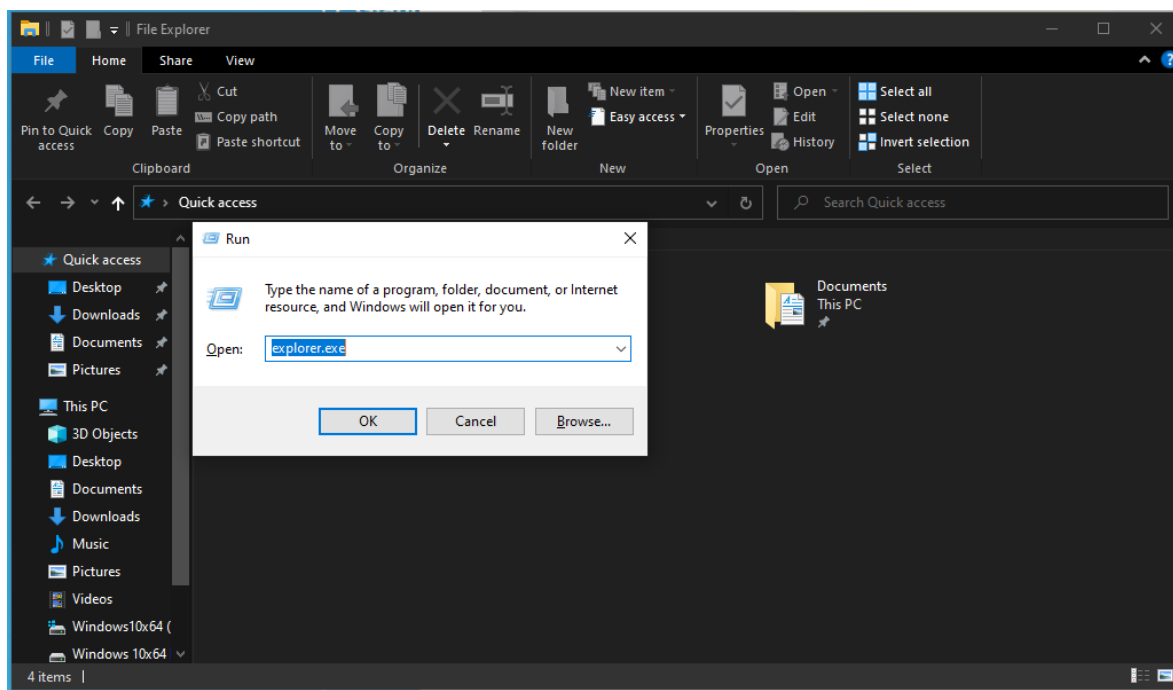 File Explorer
File Home Share View
Pin to Quick access
Copy
Paste
Cut
Copy path
Paste shortcut
Clipboard
Move to
Copy to
Delete
Rename
Organize
New folder
New item
Easy access
New
Properties
Open
Edit
History
Open
Select all
Select none
Invert selection
Select
Quick access
Search Quick access
Quick access
Desktop
Downloads
Documents
Pictures
This PC
3D Objects
Desktop
Documents
Downloads
Music
Pictures
Videos
Windows10x64 (
Windows 10x64
Run
Type the name of a program, folder, document, or Internet
resource, and Windows will open it for you.
Open: explorer.exe
OK Cancel Browse...
Documents
This PC
4 items